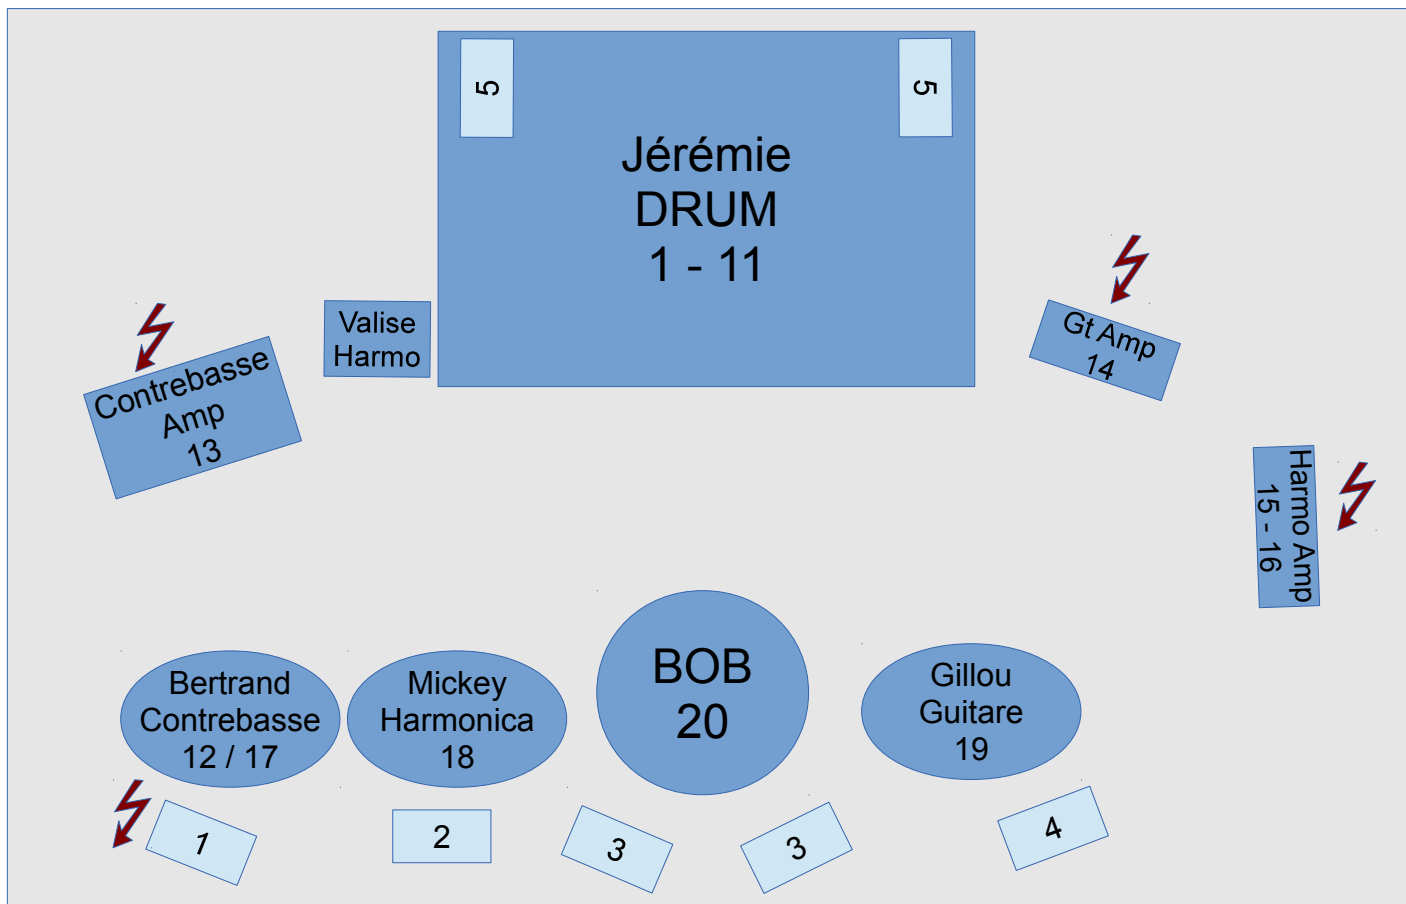 5
5
Jérémie
DRUM
1 - 11
Valise
Harmo
Contrebasse
Amp
13
Gt Amp
14
Harmo Amp
15 - 16
Bertrand
Contrebasse
12 / 17
Mickey
Harmonica
18
BOB
20
Gillou
Guitare
19
1
2
3
3
4